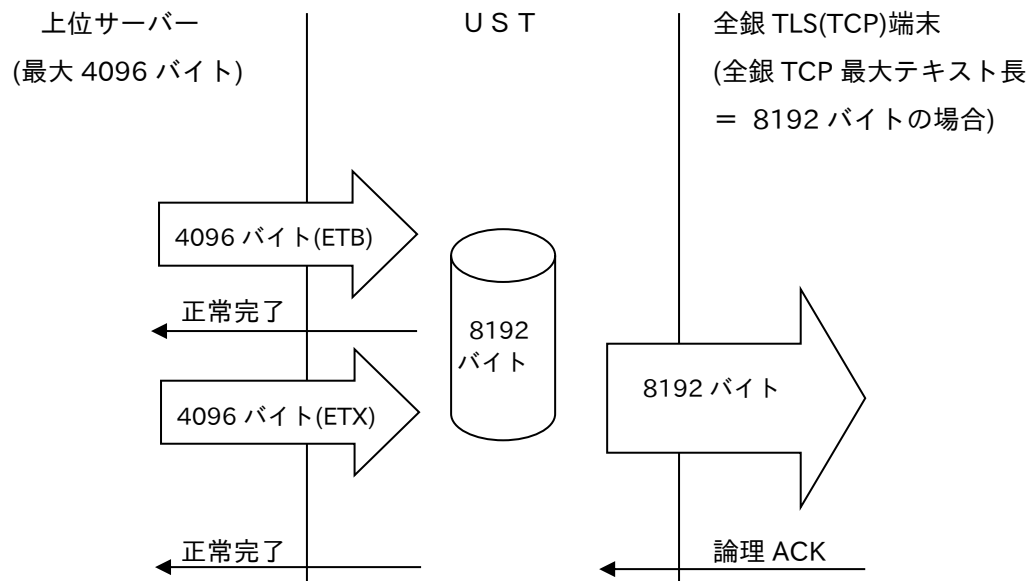 上位サーバー
(最大 4096 バイト)
ＵＳＴ
全銀 TLS(TCP)端末
(全銀 TCP 最大テキスト長
＝ 8192 バイトの場合)
4096 バイト(ETB)
正常完了
8192
バイト
4096 バイト(ETX)
8192 バイト
正常完了
論理 ACK